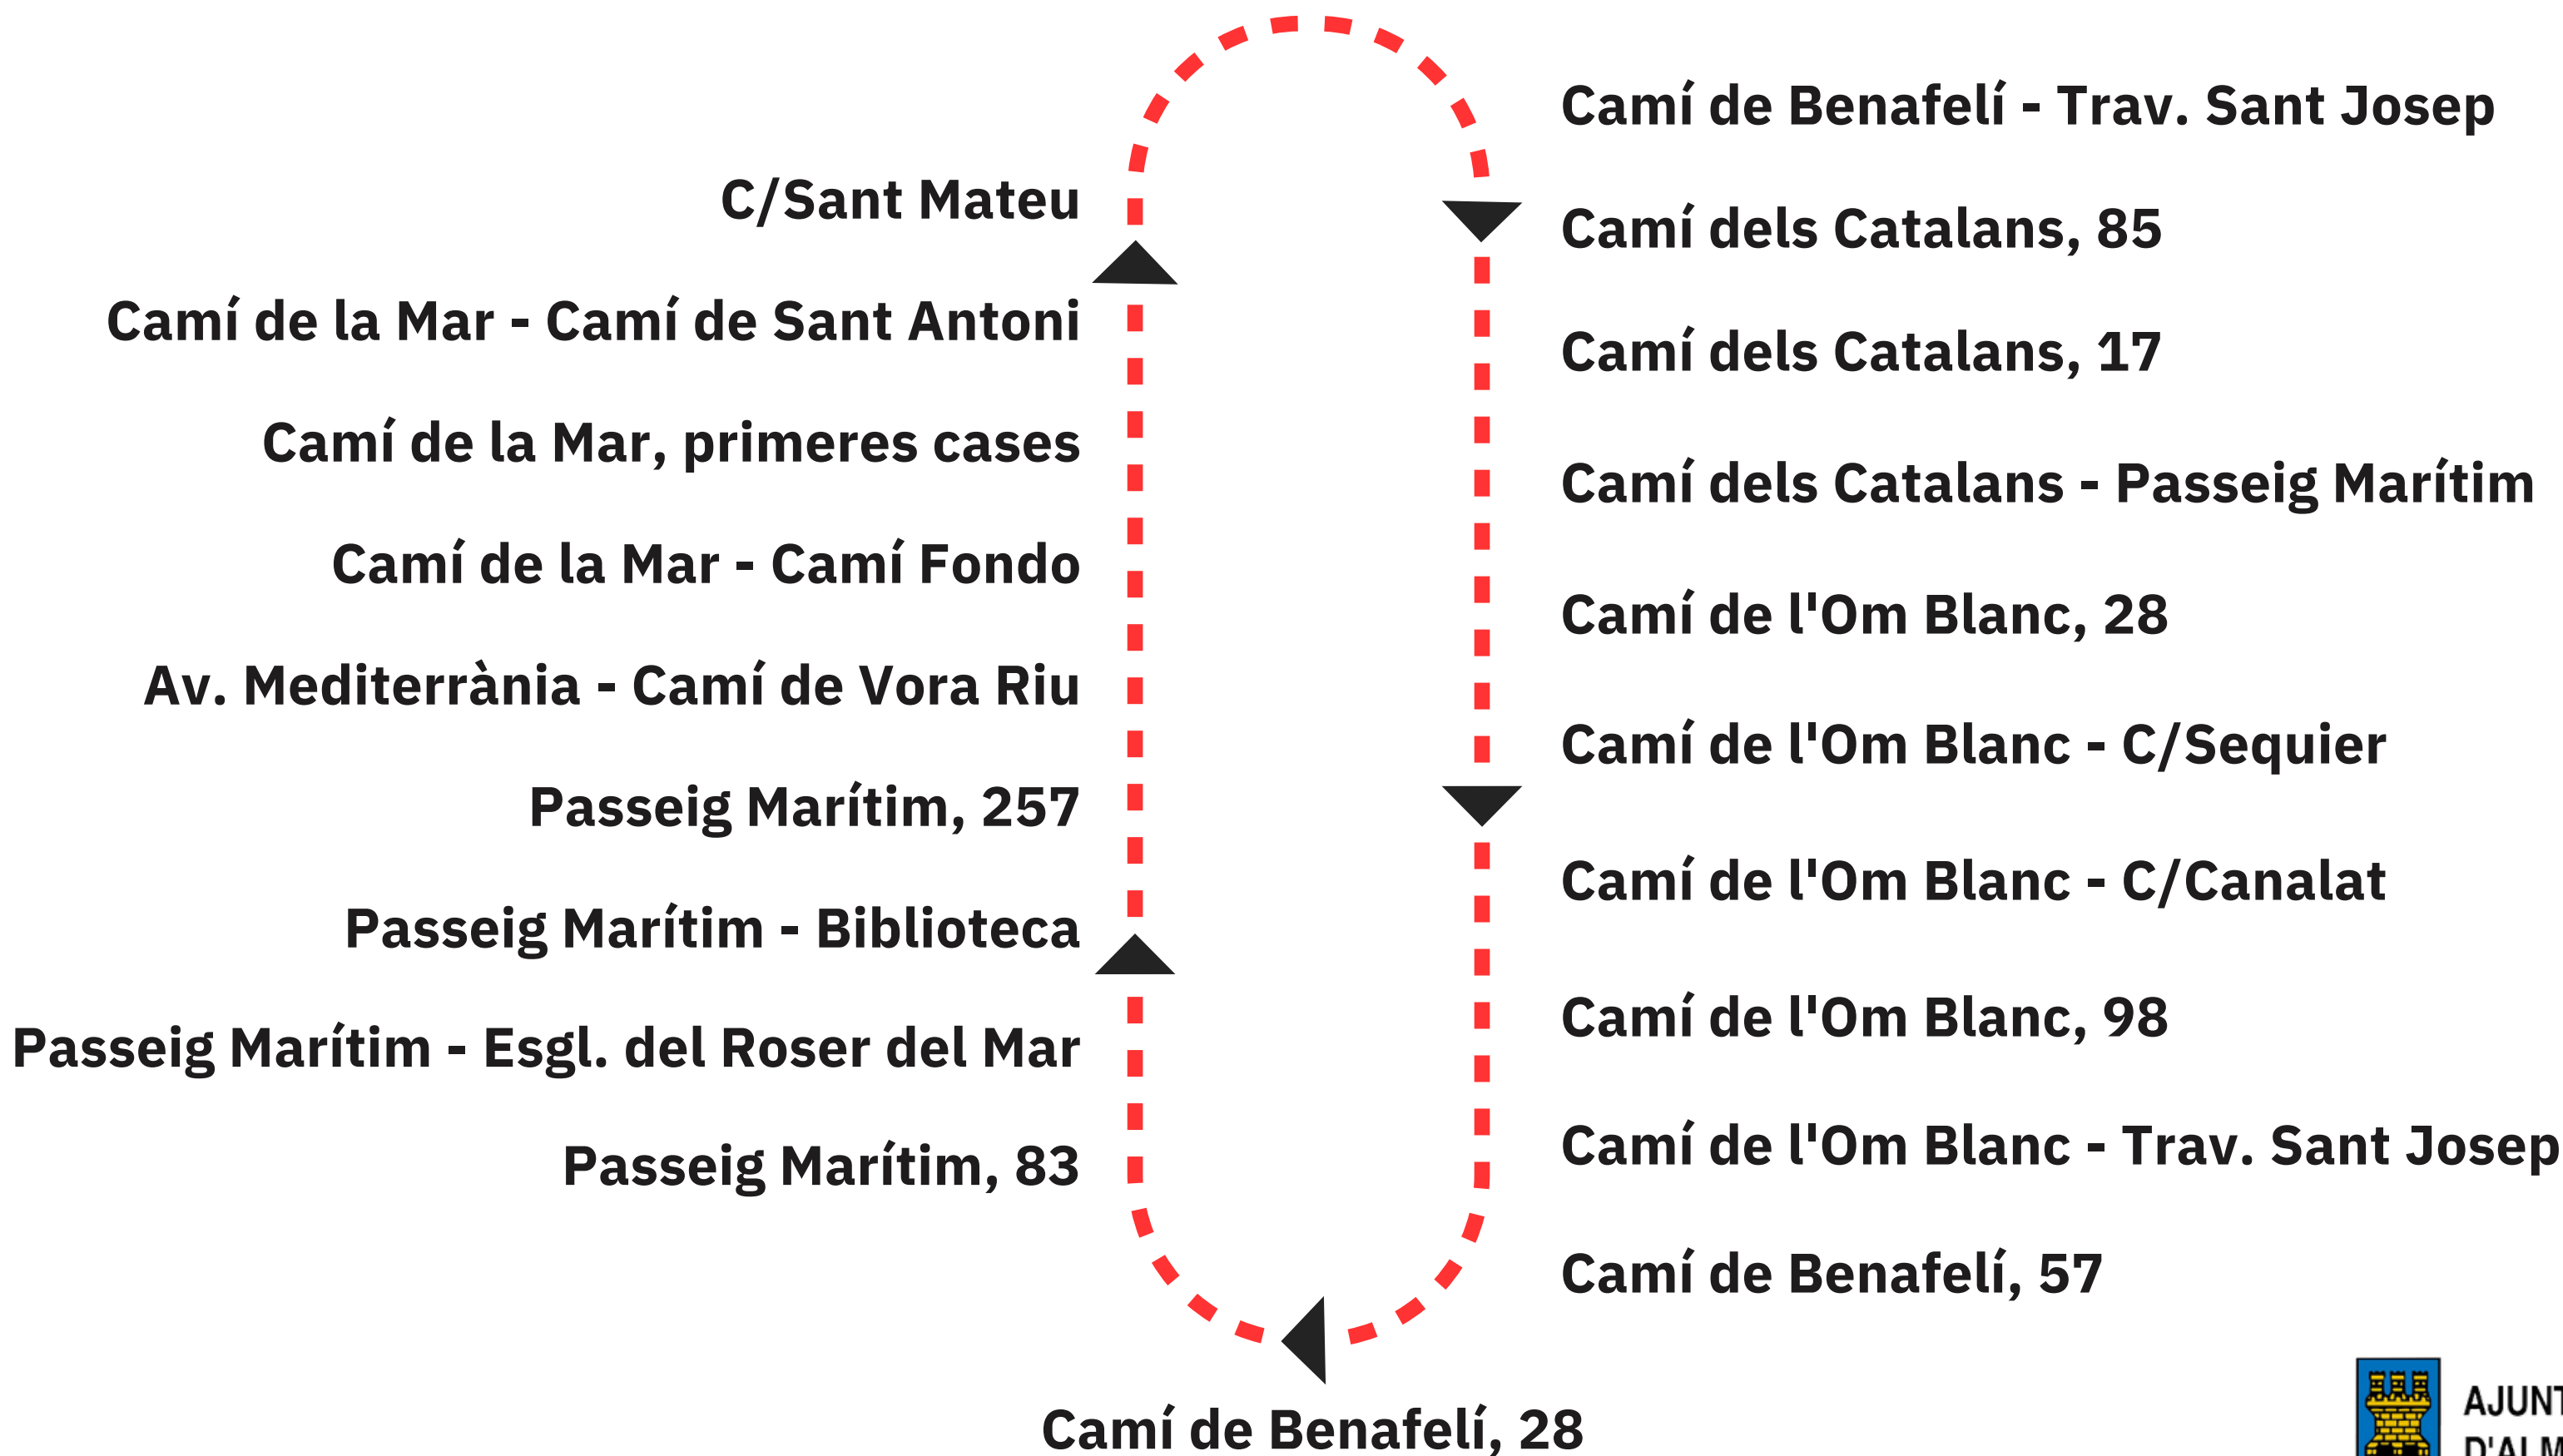 C/Sant Mateu
Camí de la Mar - Camí de Sant Antoni
Camí de la Mar, primeres cases
Camí de la Mar - Camí Fondo
Av. Mediterrània - Camí de Vora Riu
Passeig Marítim, 257
Passeig Marítim - Biblioteca
Passeig Marítim - Esgl. del Roser del Mar
Passeig Marítim, 83
Camí de Benafelí - Trav. Sant Josep
Camí dels Catalans, 85
Camí dels Catalans, 17
Camí dels Catalans - Passeig Marítim
Camí de l'Om Blanc, 28
Camí de l'Om Blanc - C/Sequier
Camí de l'Om Blanc - C/Canalat
Camí de l'Om Blanc, 98
Camí de l'Om Blanc - Trav. Sant Josep
Camí de Benafelí, 57
Camí de Benafelí, 28